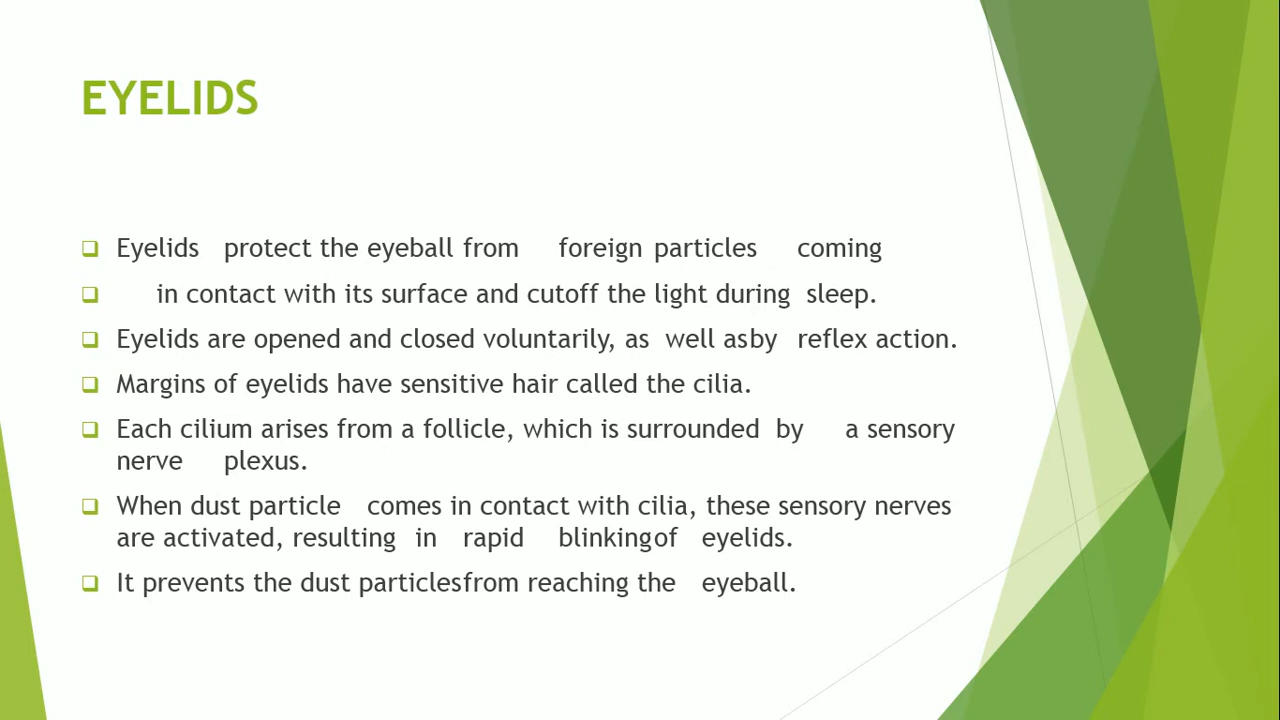 EYELIDS
Eyelids protect the eyeball from foreign particles coming
in contact with its surface and cutoff the light during sleep.
Eyelids are opened and closed voluntarily, as well asby reflex action.
Margins of eyelids have sensitive hair called the cilia.
Each cilium arises from a follicle, which is surrounded by a sensory
nerve plexus.
When dust particle comes in contact with cilia, these sensory nerves
are activated, resulting in rapid blinkingof eyelids.
It prevents the dust particlesfrom reaching the eyeball.